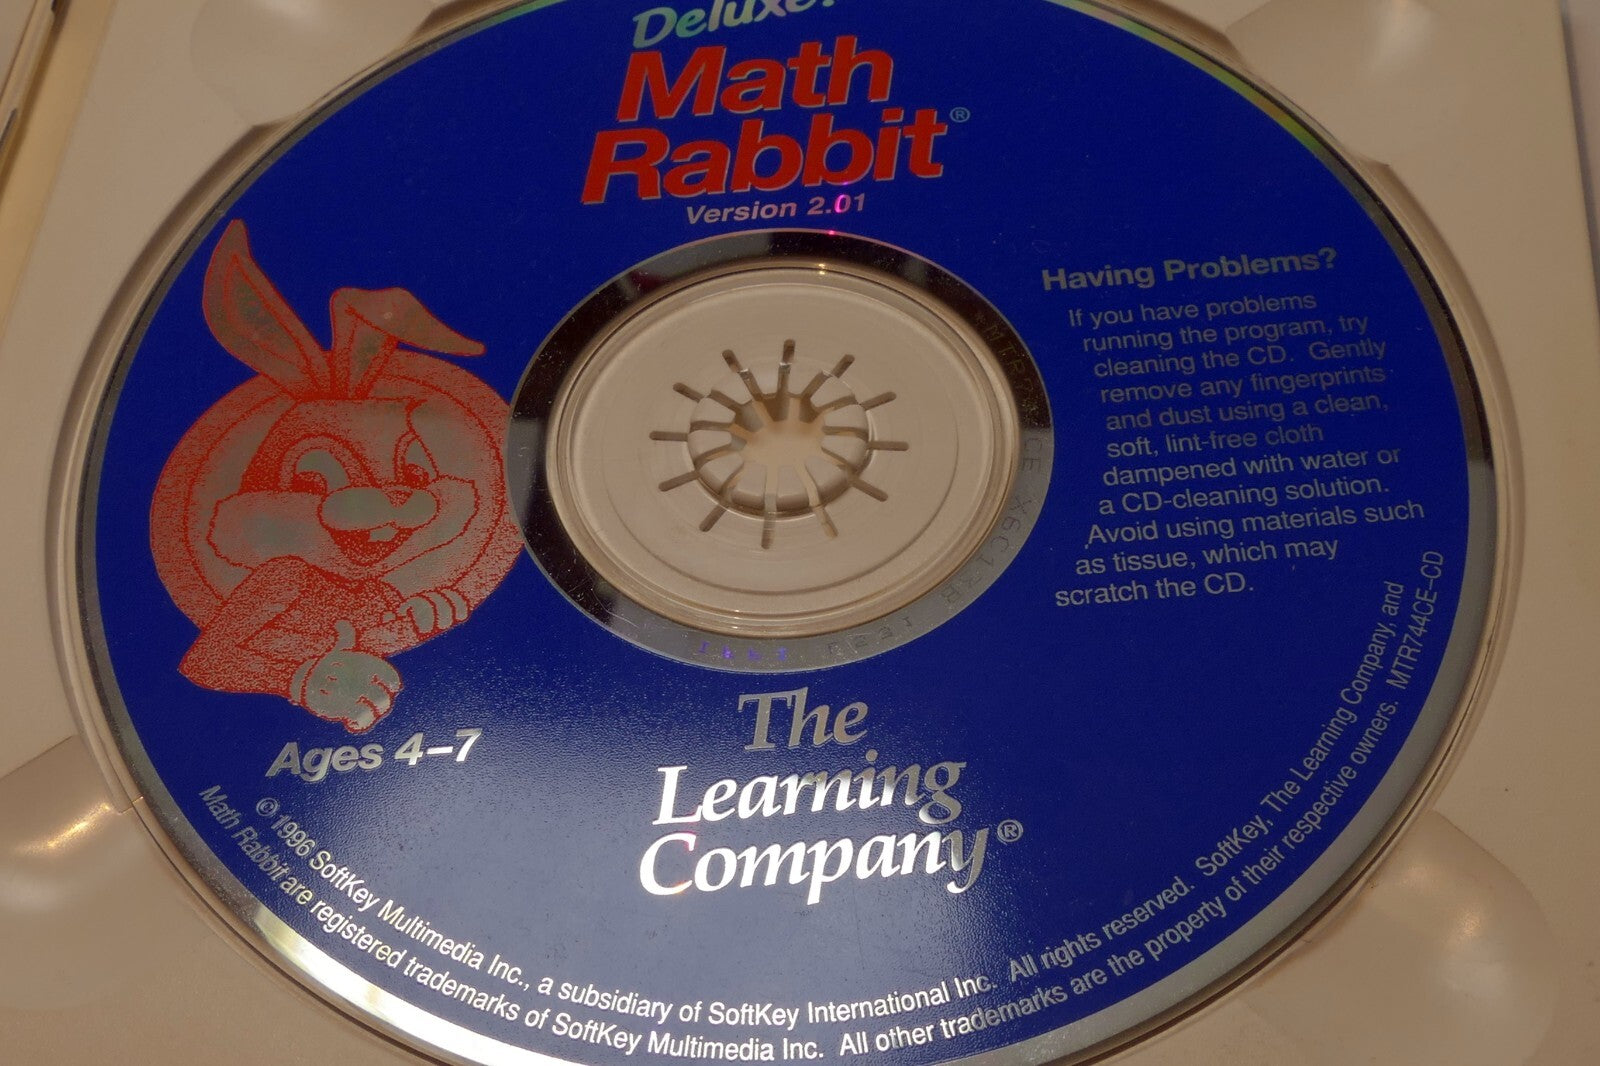 Deluxe!
Math
Rabbit®
Version 2.01
Having Problems?
If you have problems
running the program, try
cleaning the CD. Gently
remove any fingerprints
and dust using a clean,
soft, lint-free cloth
dampened with water or
a CD-cleaning solution.
Avoid using materials such
as tissue, which may
scratch the CD.
Ages 4–7
The
Learning
Company®
© 1996 SoftKey Multimedia Inc., a subsidiary of SoftKey International Inc. All rights reserved. SoftKey, The Learning Company, and
Math Rabbit are registered trademarks of SoftKey Multimedia Inc. All other trademarks are the property of their respective owners. MTR744CE-CD